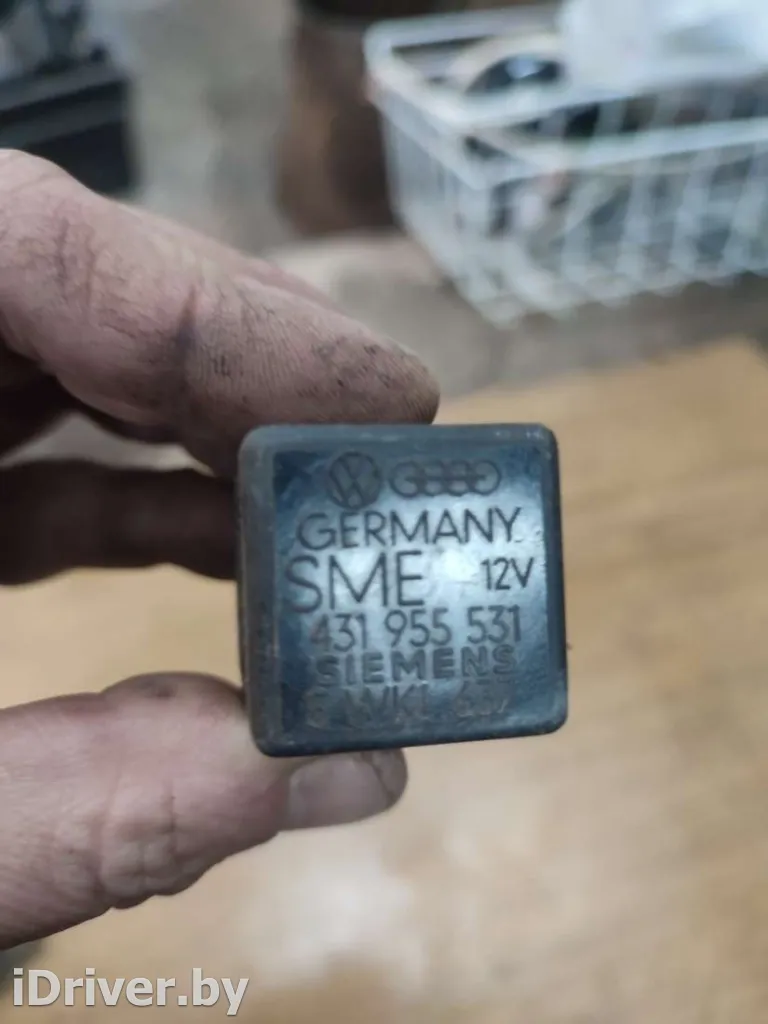 GERMANY
SME 12V
431 955 531
SIEMENS
iDriver.by